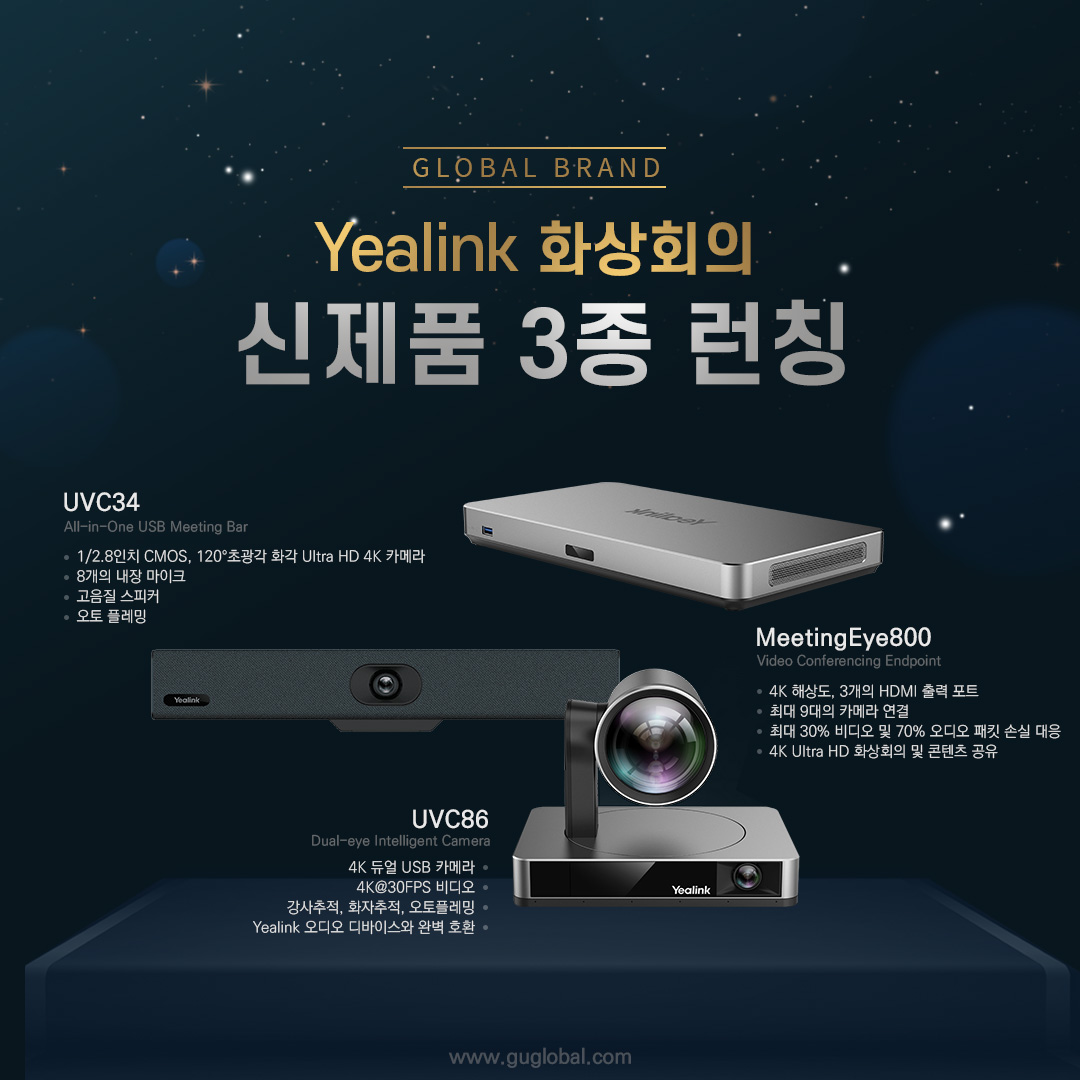 GLOBAL BRAND
Yealink 화상회의
신제품 3종 런칭
UVC34
All-in-One USB Meeting Bar
• 1/2.8인치 CMOS, 120°초광각 화각 Ultra HD 4K 카메라
• 8개의 내장 마이크
• 고음질 스피커
• 오토 플레밍
Yealink
Yealink
MeetingEye800
Video Conferencing Endpoint
• 4K 해상도, 3개의 HDMI 출력 포트
• 최대 9대의 카메라 연결
• 최대 30% 비디오 및 70% 오디오 패킷 손실 대응
• 4K Ultra HD 화상회의 및 콘텐츠 공유
UVC86
Dual-eye Intelligent Camera
4K 듀얼 USB 카메라 •
4K@30FPS 비디오 •
강사추적, 화자추적, 오토플레밍 •
Yealink 오디오 디바이스와 완벽 호환 •
Yealink
www.guglobal.com